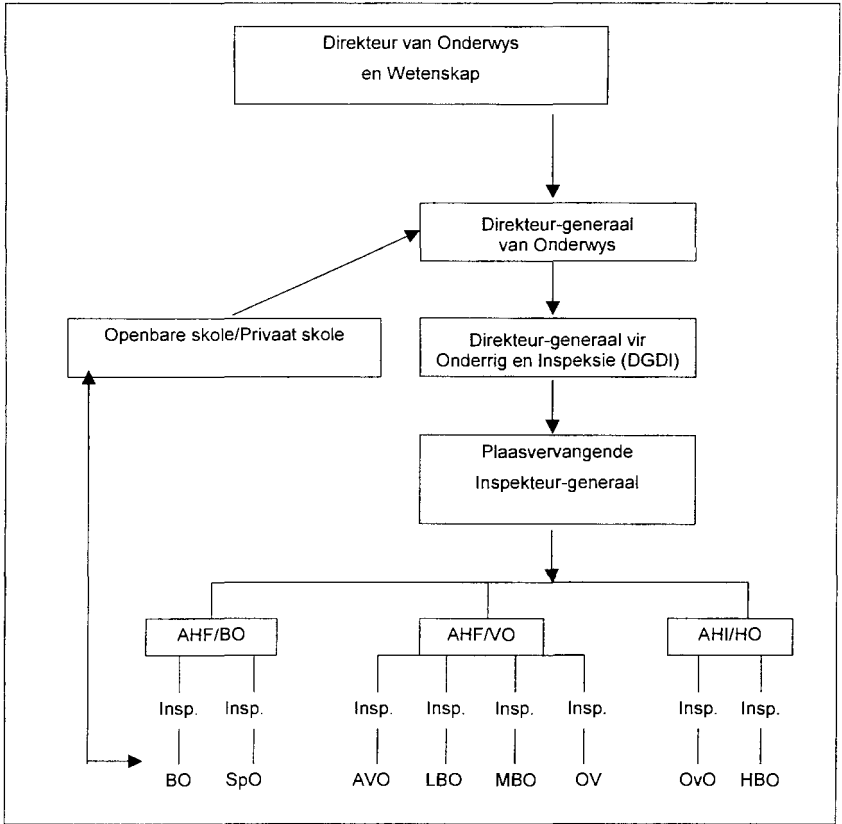 Direkteur van Onderwys
en Wetenskap
Direkteur-generaal
van Onderwys
Openbare skole/Privaat skole
Direkteur-generaal vir
Onderrig en Inspeksie (DGDI)
Plaasvervangende
Inspekteur-generaal
AHF/BO AHF/VO AHI/HO
Insp. Insp. Insp. Insp. Insp. Insp. Insp. Insp.
BO SpO AVO LBO MBO OV OvO HBO